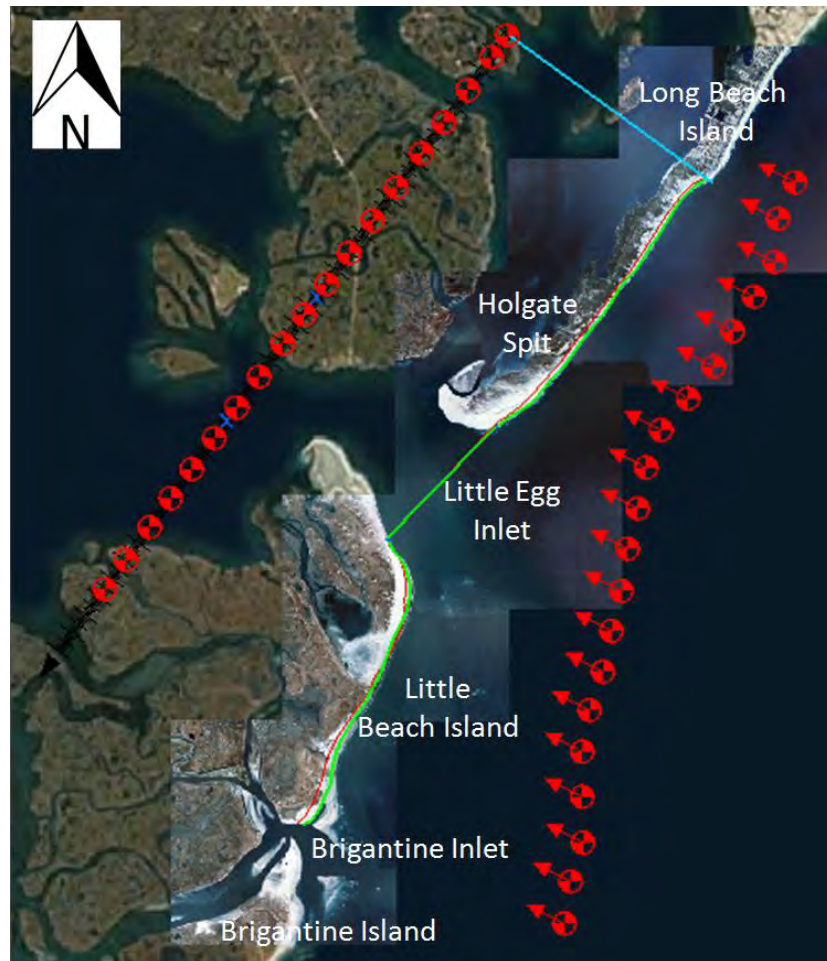 N
Long Beach
Island
Holgate
Spit
Little Egg
Inlet
Little
Beach Island
Brigantine Inlet
Brigantine Island